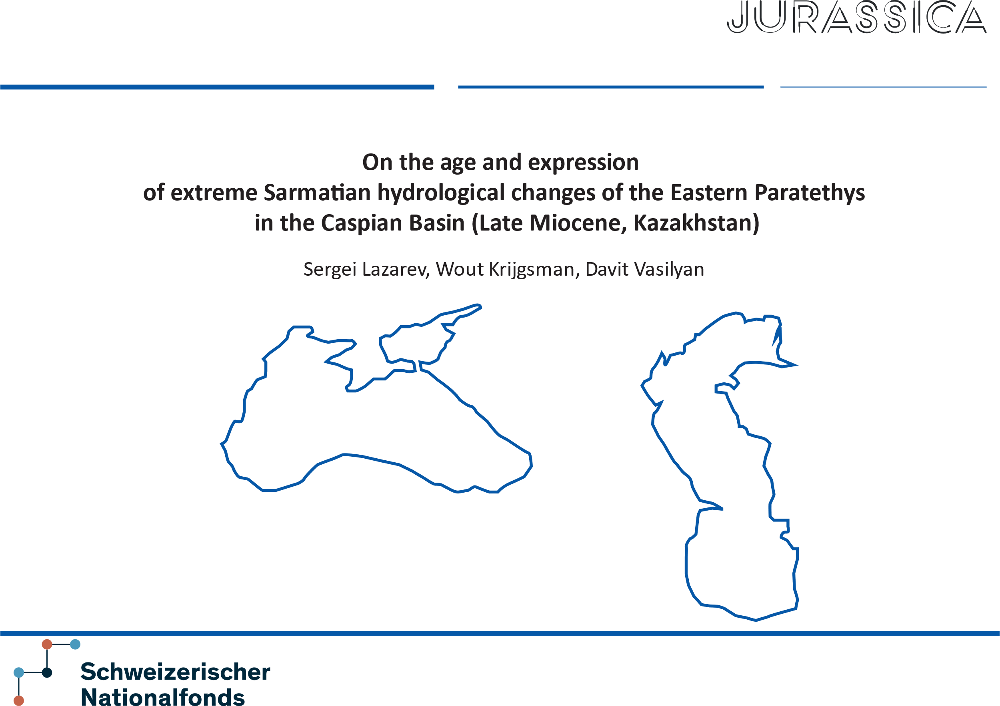 JURASSICA
On the age and expression
of extreme Sarmatian hydrological changes of the Eastern Paratethys
in the Caspian Basin (Late Miocene, Kazakhstan)
Sergei Lazarev, Wout Krijgsman, Davit Vasilyan
Schweizerischer
Nationalfonds